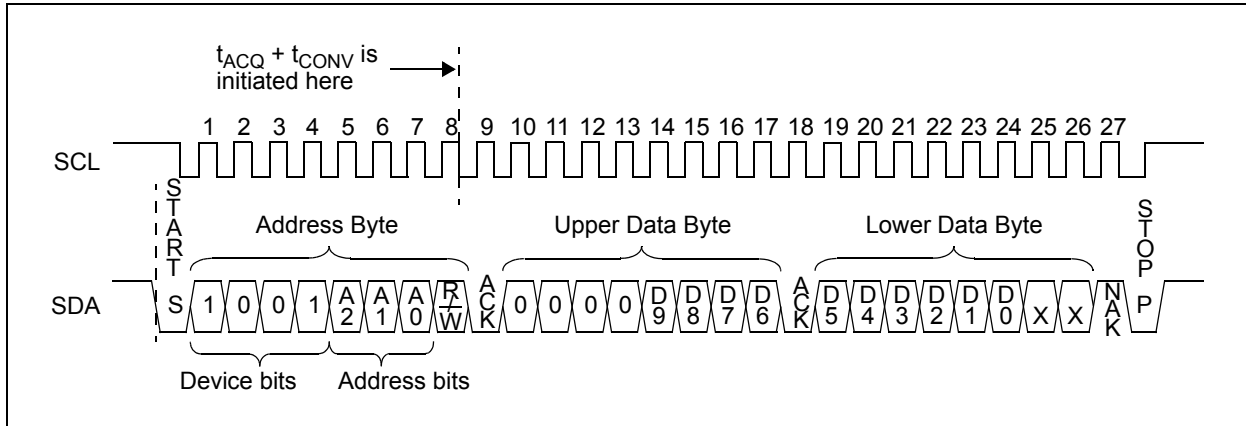 tACQ + tCONV is
initiated here
1 2 3 4 5 6 7 8 9 10 11 12 13 14 15 16 17 18 19 20 21 22 23 24 25 26 27
SCL
START
STOP
Address Byte
Upper Data Byte
Lower Data Byte
SDA
S 1 0 0 1 A2 A1 A0 R/W ACK 0 0 0 0 D9 D8 D7 D6 ACK D5 D4 D3 D2 D1 D0 X X NAK P
Device bits
Address bits